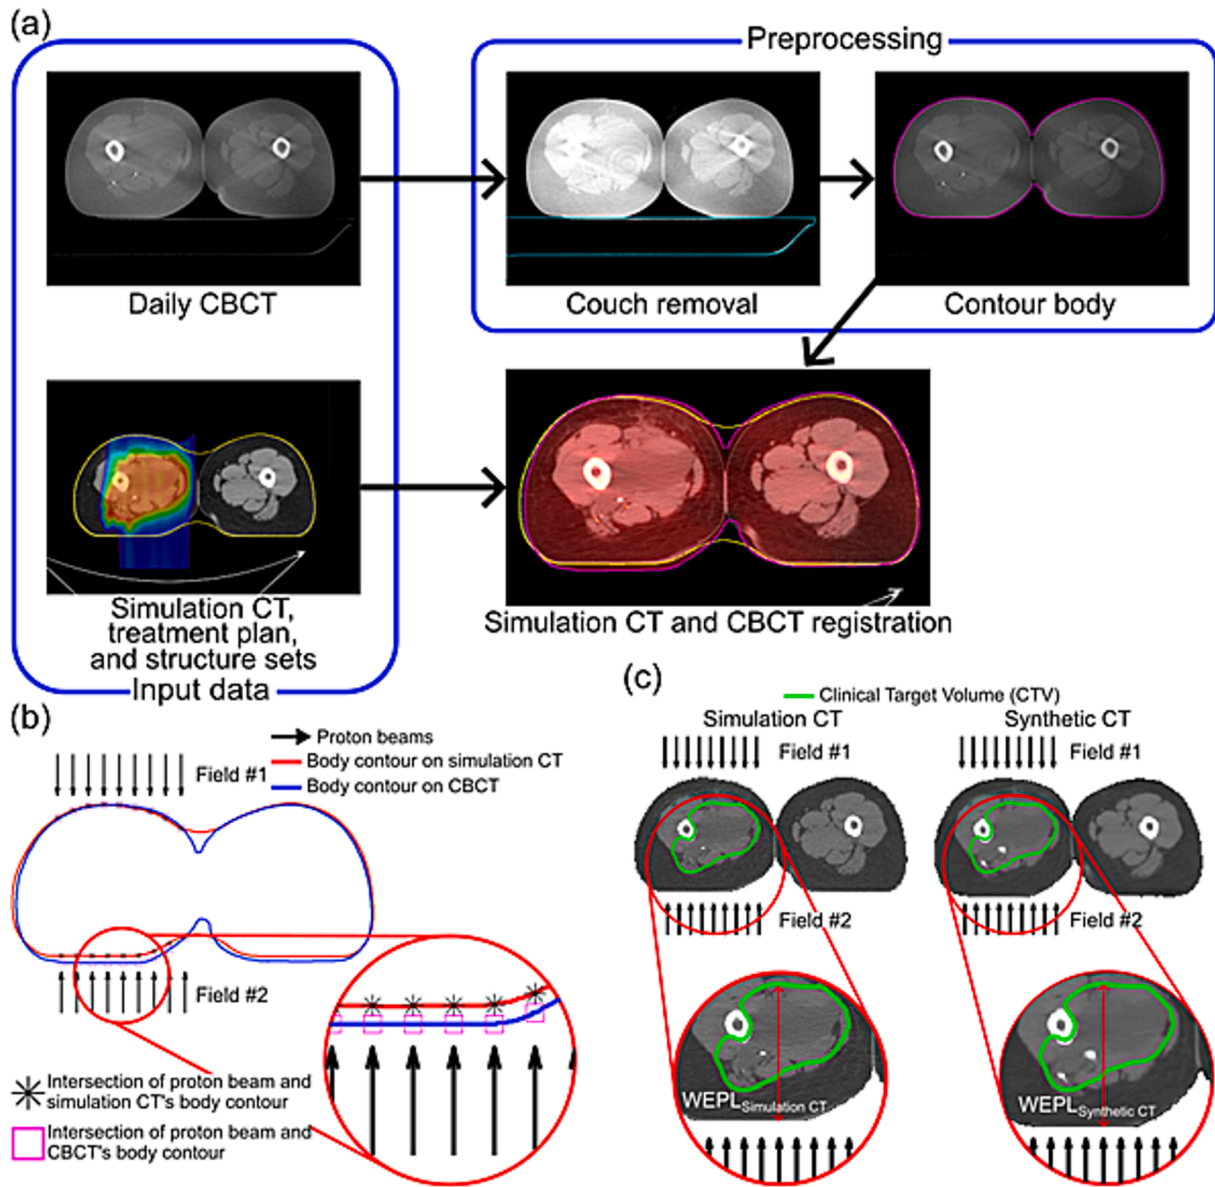 (a)
Preprocessing
Daily CBCT
Couch removal
Contour body
Simulation CT,
treatment plan,
and structure sets
Input data
Simulation CT and CBCT registration
(b)
Proton beams
Body contour on simulation CT
Body contour on CBCT
Field #1
Field #2
Intersection of proton beam and
simulation CT's body contour
Intersection of proton beam and
CBCT's body contour
(c)
Clinical Target Volume (CTV)
Simulation CT
Synthetic CT
Field #1
Field #1
Field #2
Field #2
WEPLSimulation CT
WEPLSynthetic CT